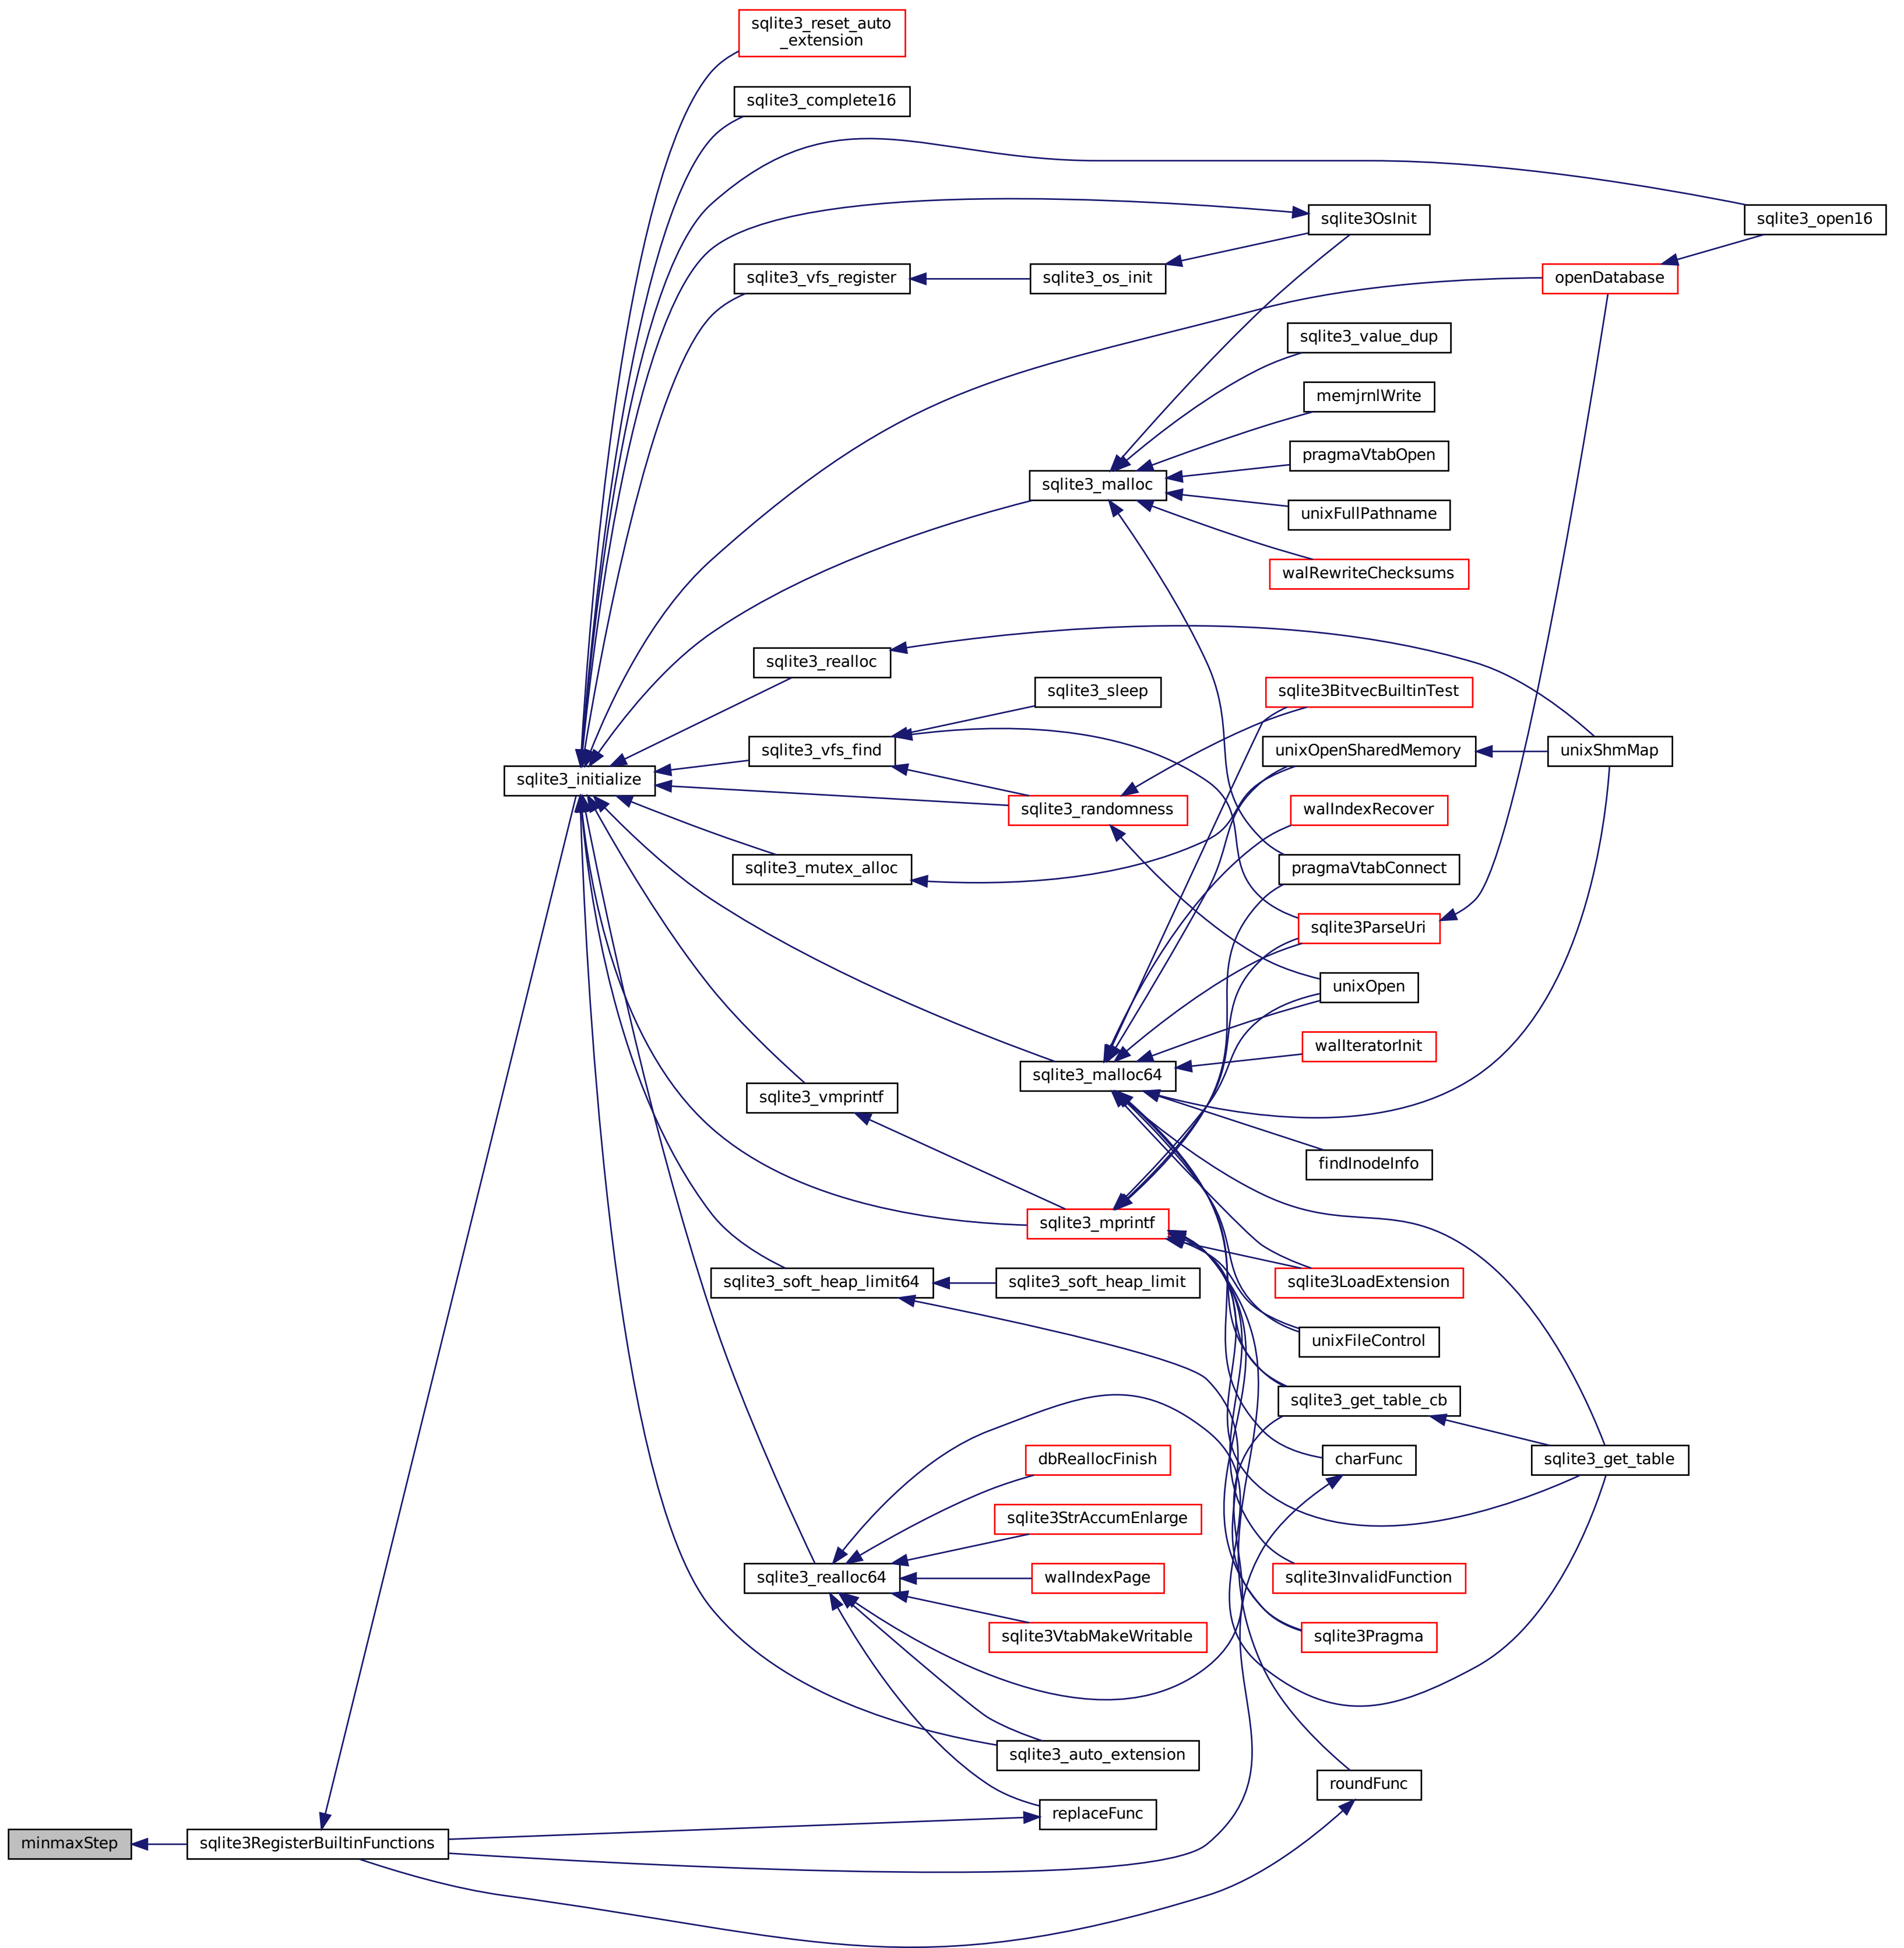 sqlite3_reset_auto
_extension
sqlite3_complete16
sqlite3OsInit
sqlite3_open16
sqlite3_vfs_register
sqlite3_os_init
openDatabase
sqlite3_value_dup
memjrnlWrite
pragmaVtabOpen
sqlite3_malloc
unixFullPathname
walRewriteChecksums
sqlite3_realloc
sqlite3_sleep
sqlite3BitvecBuiltinTest
sqlite3_vfs_find
unixOpenSharedMemory
unixShmMap
sqlite3_initialize
sqlite3_randomness
walIndexRecover
sqlite3_mutex_alloc
pragmaVtabConnect
sqlite3ParseUri
unixOpen
walIteratorInit
sqlite3_malloc64
sqlite3_vmprintf
findInodeInfo
sqlite3_mprintf
sqlite3_soft_heap_limit64
sqlite3_soft_heap_limit
sqlite3LoadExtension
unixFileControl
sqlite3_get_table_cb
dbReallocFinish
charFunc
sqlite3_get_table
sqlite3StrAccumEnlarge
sqlite3_realloc64
walIndexPage
sqlite3InvalidFunction
sqlite3VtabMakeWritable
sqlite3Pragma
sqlite3_auto_extension
roundFunc
replaceFunc
minmaxStep
sqlite3RegisterBuiltinFunctions